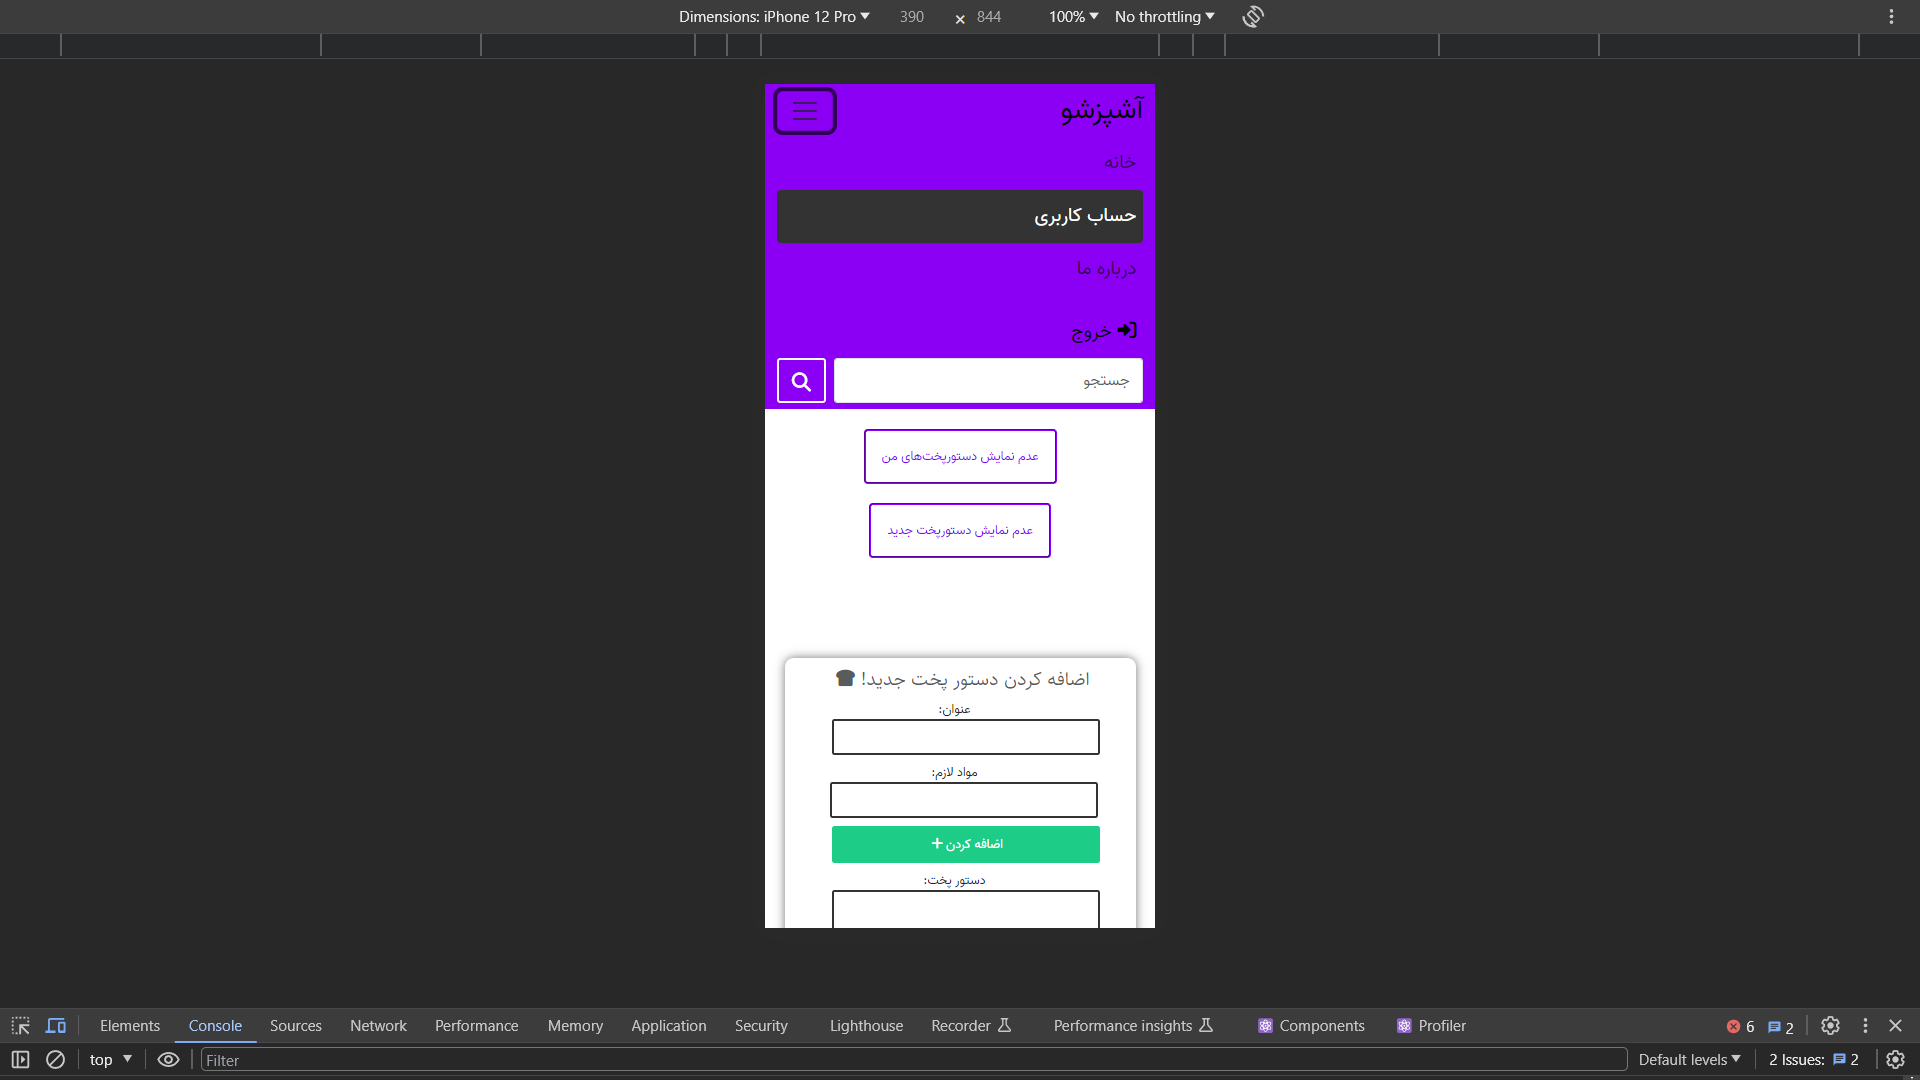 Dimensions: iPhone 12 Pro 390 × 844 100% No throttling
آشپزشو
خانه
حساب کاربری
درباره ما
خروج
جستجو
عدم نمایش دستورپخت‌های من
عدم نمایش دستورپخت جدید
اضافه کردن دستور پخت جدید!
عنوان:
مواد لازم:
اضافه کردن +
دستور پخت:
Elements Console Sources Network Performance Memory Application Security Lighthouse Recorder Performance insights Components Profiler 6 2
top Filter Default levels 2 Issues: 2